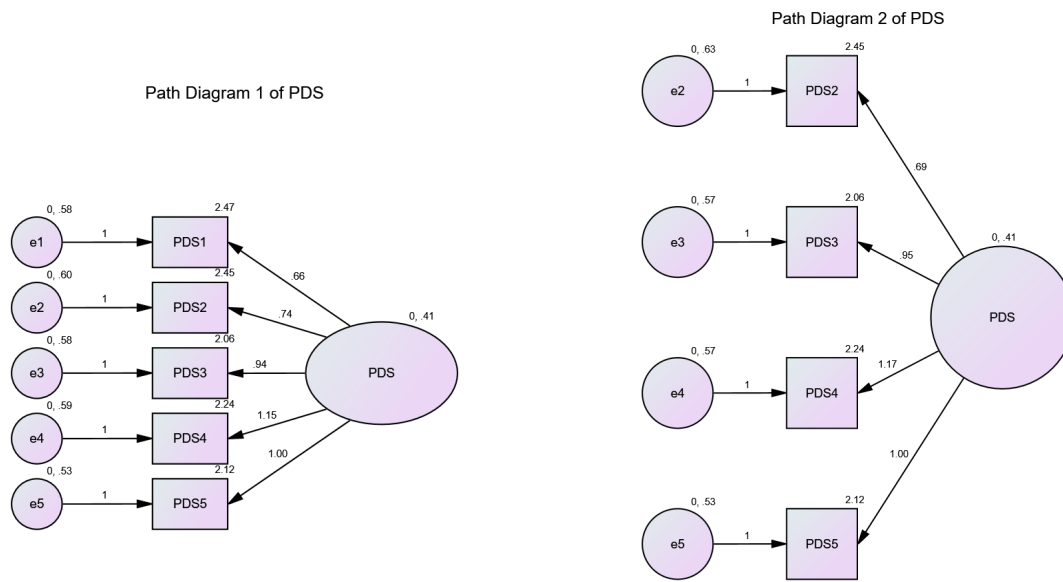 Path Diagram 1 of PDS
0, .58
e1
1
2.47
PDS1
.66
0, .60
e2
1
2.45
PDS2
.74
0, .58
e3
1
2.06
PDS3
.94
0, .59
e4
1
2.24
PDS4
1.15
0, .53
e5
1
2.12
PDS5
1.00
0, .41
PDS
Path Diagram 2 of PDS
0, .63
e2
1
2.45
PDS2
.69
0, .57
e3
1
2.06
PDS3
.95
0, .57
e4
1
2.24
PDS4
1.17
0, .53
e5
1
2.12
PDS5
1.00
0, .41
PDS